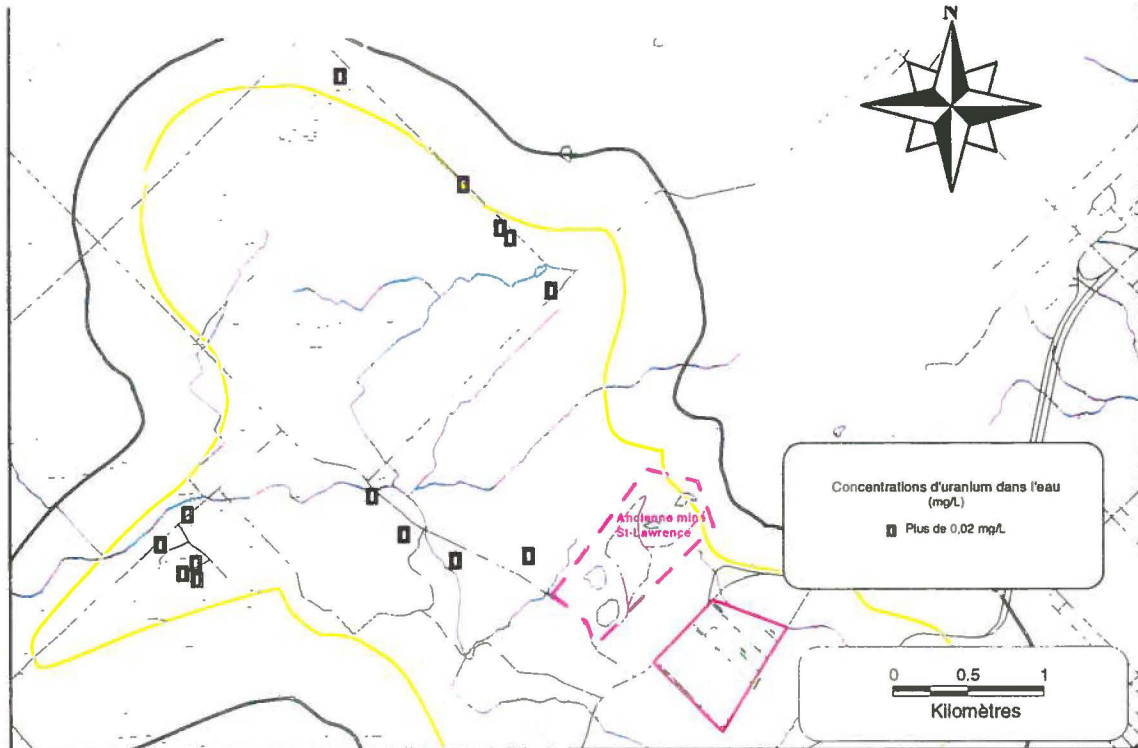 N
Ancienne mine
St-Lawrence
Concentrations d'uranium dans l'eau
(mg/L)
Plus de 0,02 mg/L
0 0.5 1
Kilomètres